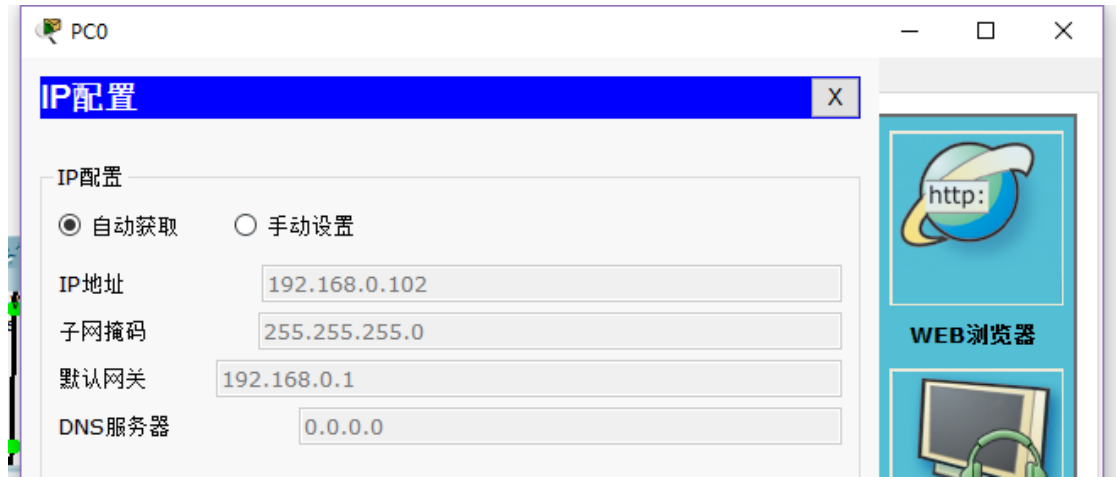 PC0
IP配置
X
IP配置
自动获取 手动设置
IP地址 192.168.0.102
子网掩码 255.255.255.0
默认网关 192.168.0.1
DNS服务器 0.0.0.0
http:
WEB浏览器